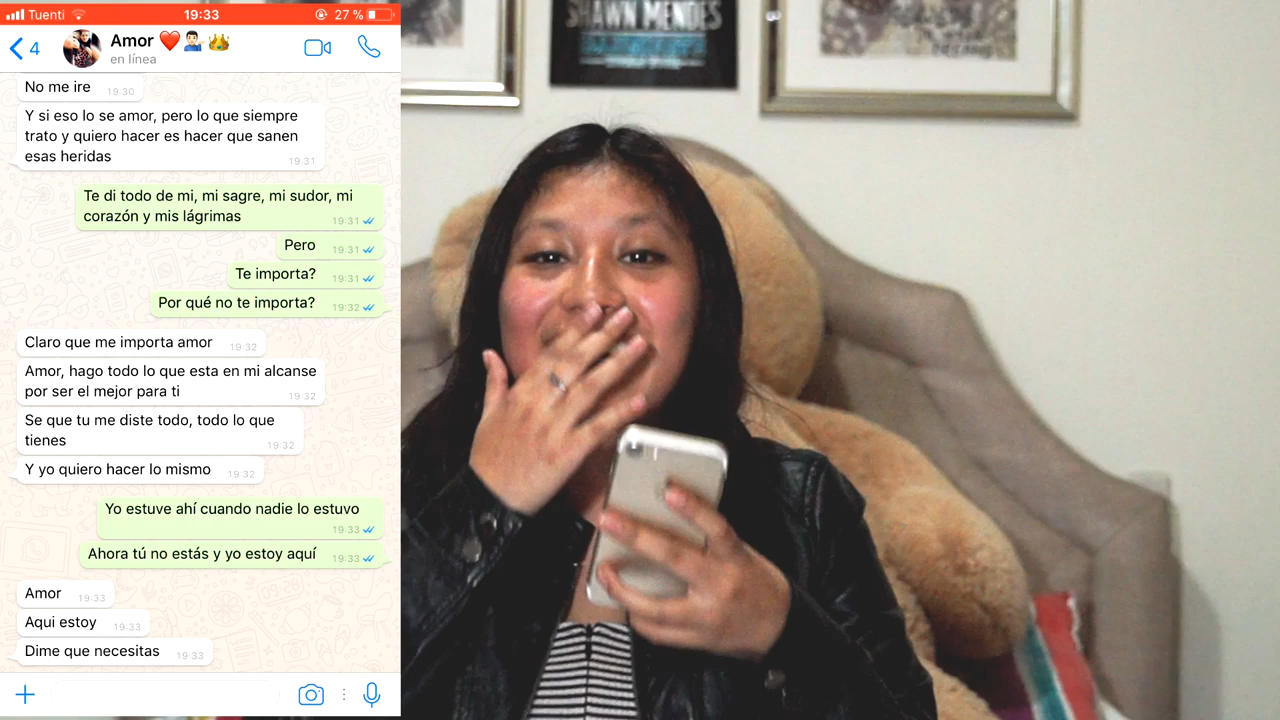 Tuenti 19:33 27 %
4 Amor ❤️🙅🏻‍♂️👑
en línea
No me ire 19:30
Y si eso lo se amor, pero lo que siempre
trato y quiero hacer es hacer que sanen
esas heridas 19:31
Te di todo de mi, mi sagre, mi sudor, mi
corazón y mis lágrimas 19:31
Pero 19:31
Te importa? 19:31
Por qué no te importa? 19:32
Claro que me importa amor 19:32
Amor, hago todo lo que esta en mi alcanse
por ser el mejor para ti 19:32
Se que tu me diste todo, todo lo que
tienes 19:32
Y yo quiero hacer lo mismo 19:32
Yo estuve ahí cuando nadie lo estuvo
19:33
Ahora tú no estás y yo estoy aquí 19:33
Amor 19:33
Aqui estoy 19:33
Dime que necesitas 19:33
SHAWN MENDES